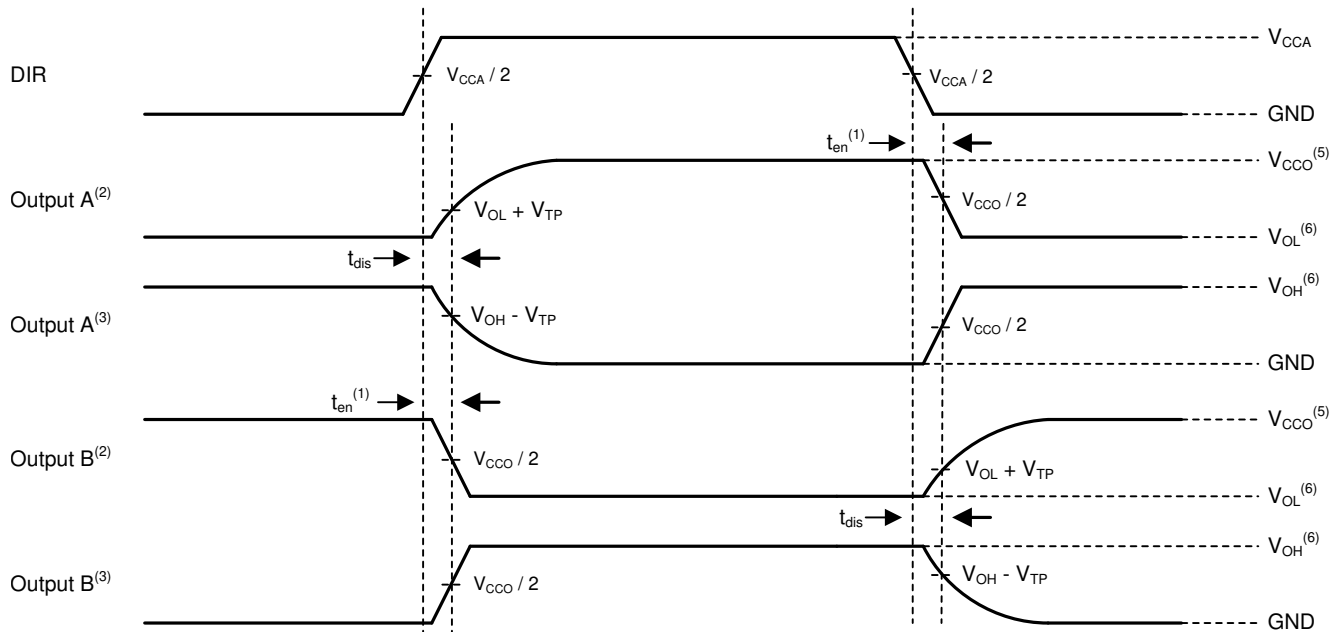 V_CCA
DIR
V_CCA / 2
V_CCA / 2
GND
t_en^(1)
V_CCO^(5)
Output A^(2)
V_OL + V_TP
V_CCO / 2
V_OL^(6)
t_dis
V_OH^(6)
Output A^(3)
V_OH - V_TP
V_CCO / 2
GND
t_en^(1)
V_CCO^(5)
Output B^(2)
V_CCO / 2
V_OL + V_TP
V_OL^(6)
t_dis
V_OH^(6)
Output B^(3)
V_CCO / 2
V_OH - V_TP
GND